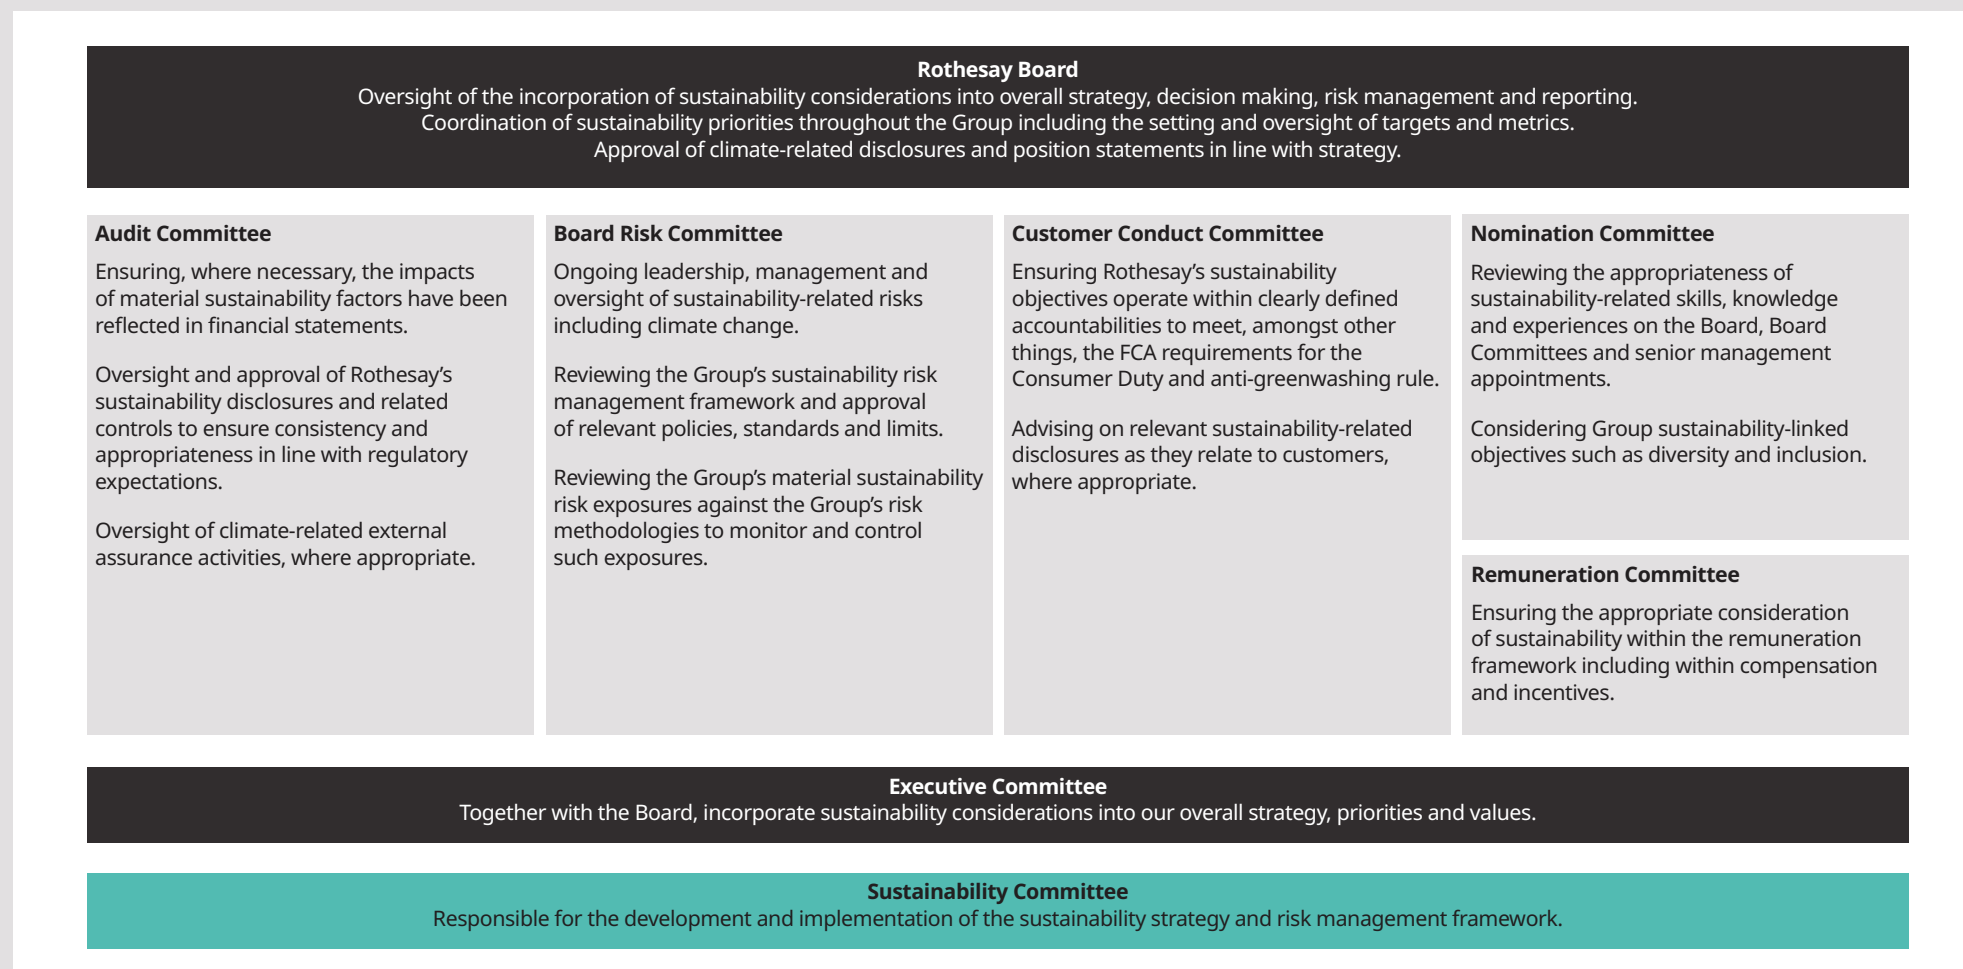 Rothesay Board
Oversight of the incorporation of sustainability considerations into overall strategy, decision making, risk management and reporting.
Coordination of sustainability priorities throughout the Group including the setting and oversight of targets and metrics.
Approval of climate-related disclosures and position statements in line with strategy.
Audit Committee
Ensuring, where necessary, the impacts
of material sustainability factors have been
reflected in financial statements.
Oversight and approval of Rothesay’s
sustainability disclosures and related
controls to ensure consistency and
appropriateness in line with regulatory
expectations.
Oversight of climate-related external
assurance activities, where appropriate.
Board Risk Committee
Ongoing leadership, management and
oversight of sustainability-related risks
including climate change.
Reviewing the Group’s sustainability risk
management framework and approval
of relevant policies, standards and limits.
Reviewing the Group’s material sustainability
risk exposures against the Group’s risk
methodologies to monitor and control
such exposures.
Customer Conduct Committee
Ensuring Rothesay’s sustainability
objectives operate within clearly defined
accountabilities to meet, amongst other
things, the FCA requirements for the
Consumer Duty and anti-greenwashing rule.
Advising on relevant sustainability-related
disclosures as they relate to customers,
where appropriate.
Nomination Committee
Reviewing the appropriateness of
sustainability-related skills, knowledge
and experiences on the Board, Board
Committees and senior management
appointments.
Considering Group sustainability-linked
objectives such as diversity and inclusion.
Remuneration Committee
Ensuring the appropriate consideration
of sustainability within the remuneration
framework including within compensation
and incentives.
Executive Committee
Together with the Board, incorporate sustainability considerations into our overall strategy, priorities and values.
Sustainability Committee
Responsible for the development and implementation of the sustainability strategy and risk management framework.